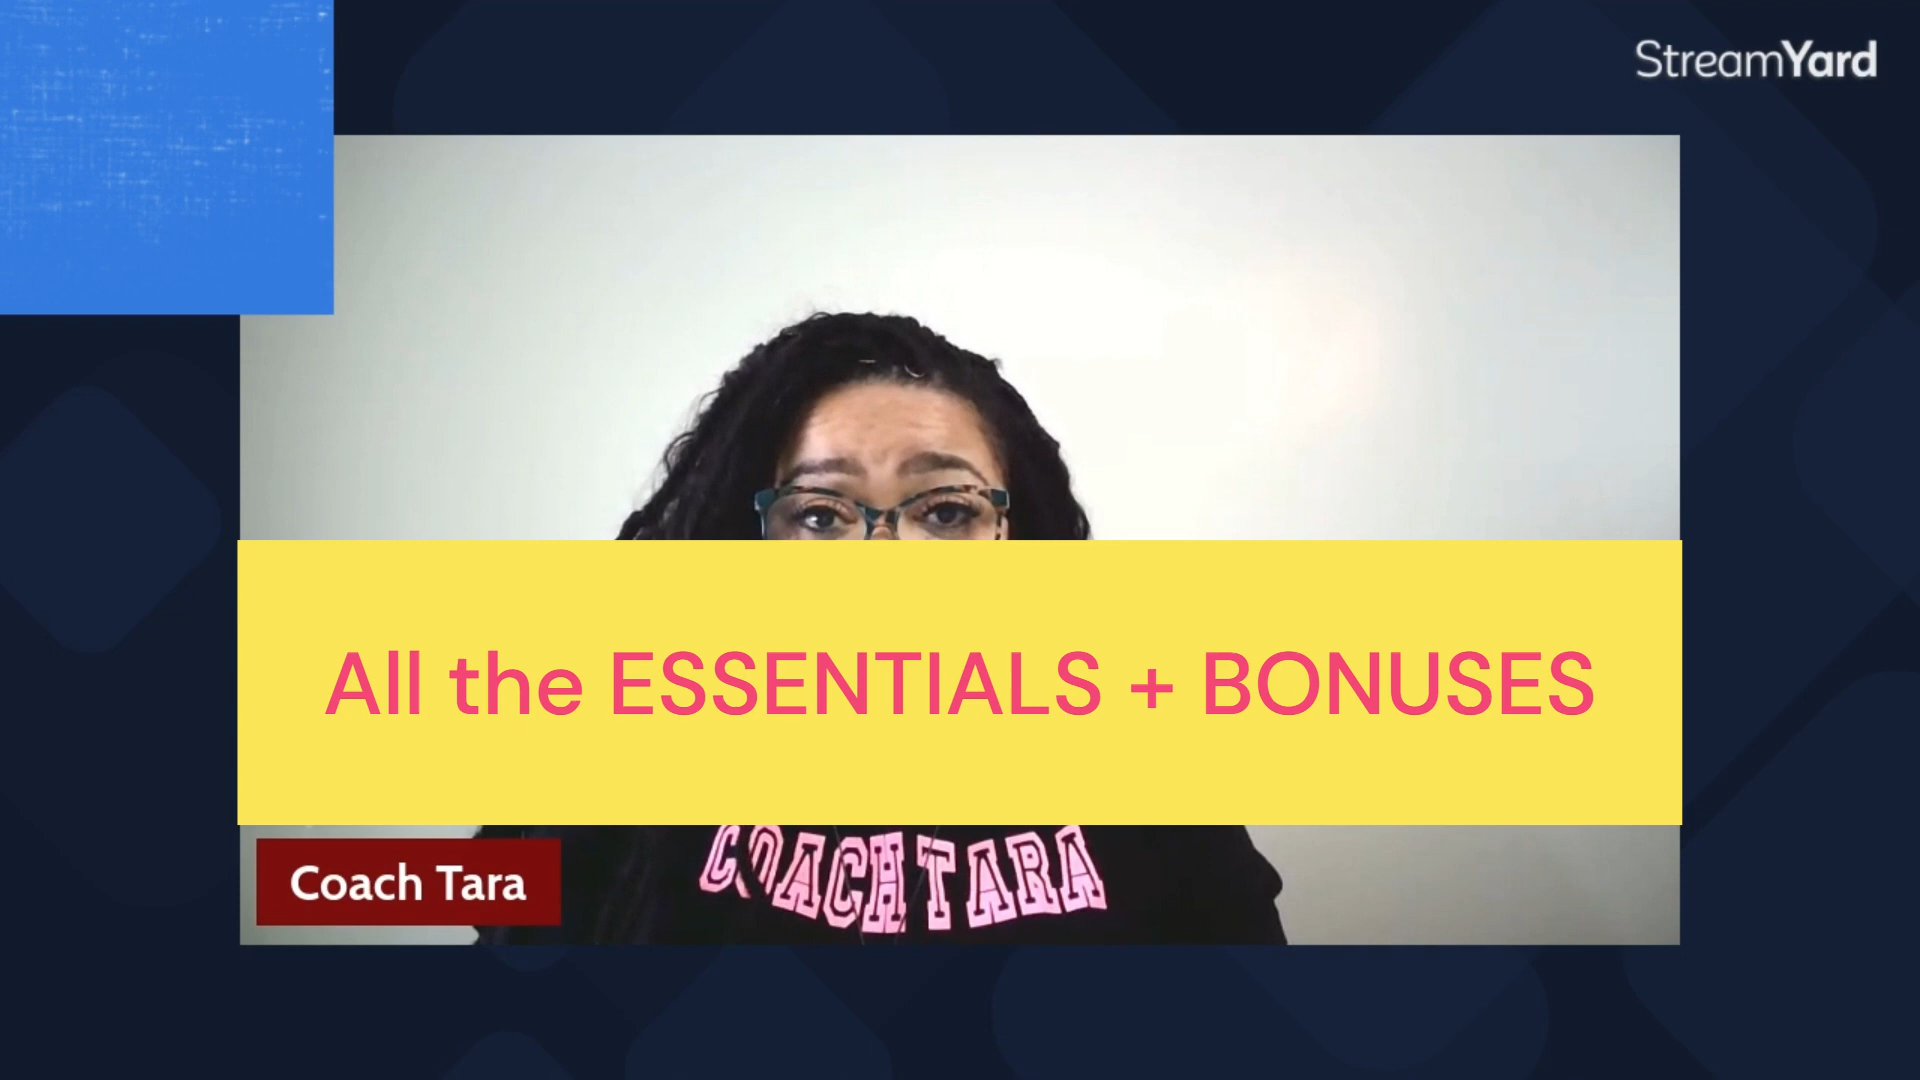 StreamYard
All the ESSENTIALS + BONUSES
COACH TARA
Coach Tara